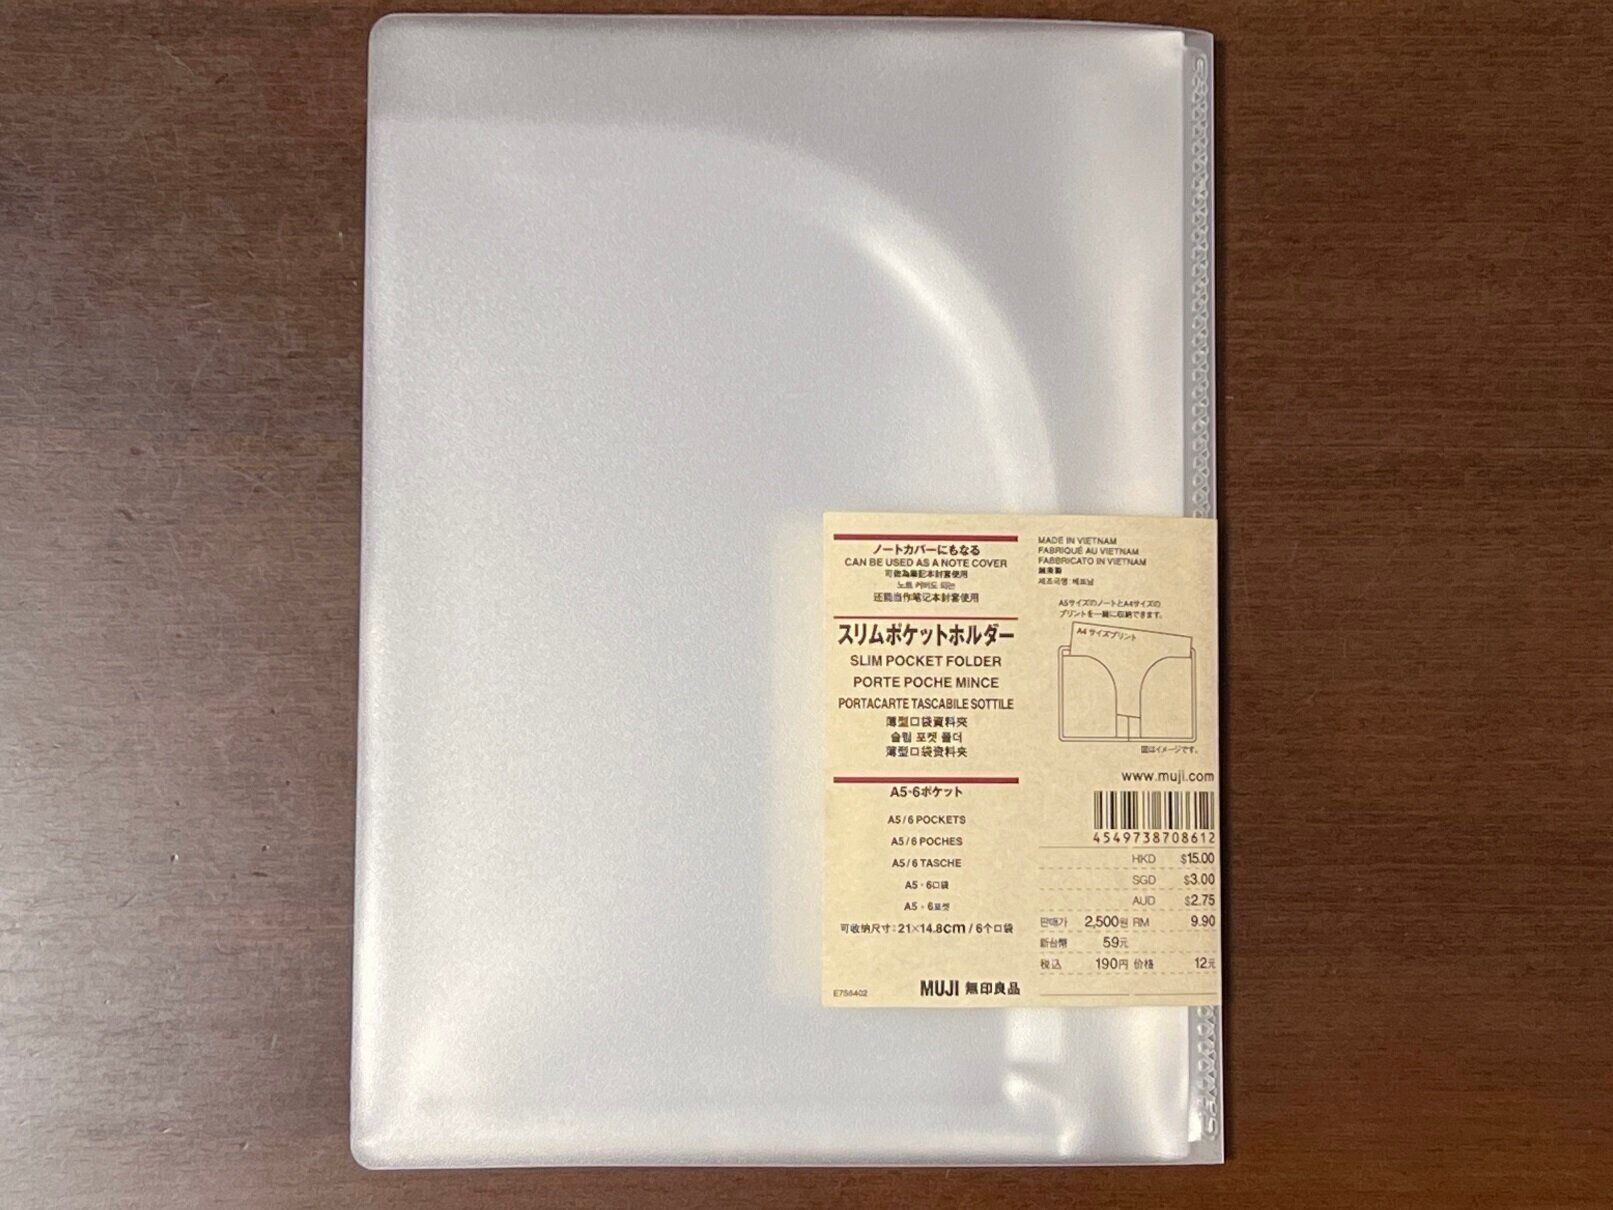 ノートカバーにもなる
CAN BE USED AS A NOTE COVER
可做為筆記本封套使用
노트 커버도 되는
还能当作笔记本封套使用
スリムポケットホルダー
SLIM POCKET FOLDER
PORTE POCHE MINCE
PORTACARTE TASCABILE SOTTILE
薄型口袋資料夾
슬림 포켓 폴더
薄型口袋资料夹
A5・6ポケット
A5/6 POCKETS
A5/6 POCHES
A5/6 TASCHE
A5・6口袋
A5・6포켓
可收纳尺寸：21×14.8cm / 6个口袋
E7S6402
MUJI 無印良品
MADE IN VIETNAM
FABRIQUÉ AU VIETNAM
FABBRICATO IN VIETNAM
越南製
제조국명: 베트남
A5サイズのノートとA4サイズの
プリントを一緒に収納できます。
A4サイズプリント
図はイメージです。
www.muji.com
4549738708612
HKD $15.00
SGD $3.00
AUD $2.75
판매가 2,500원 RM 9.90
新台幣 59元
税込 190円 价格 12元